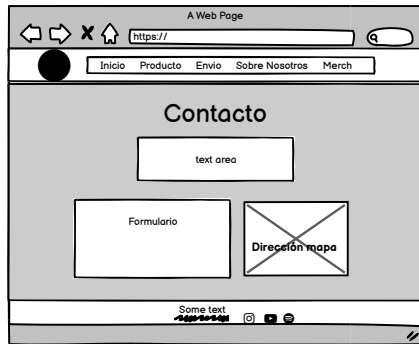 A Web Page
https://
Inicio Producto Envio Sobre Nosotros Merch
Contacto
text area
Formulario
Dirección mapa
Some text